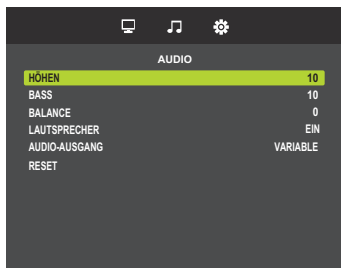 AUDIO
HÖHEN 10
BASS 10
BALANCE 0
LAUTSPRECHER EIN
AUDIO-AUSGANG VARIABLE
RESET